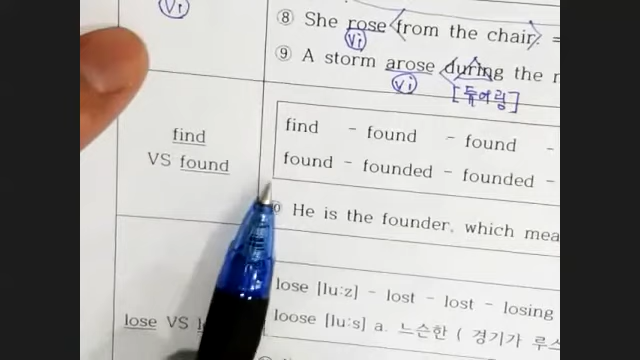 vi
⑧ She rose from the chair. =
vi
⑨ A storm arose during the
vi [듀어링]
find
VS found
find - found - found -
found - founded - founded -
He is the founder, which
lose [lu:z] - lost - lost - losing
loose [lu:s] a. 느슨한 ( 경기가
lose VS